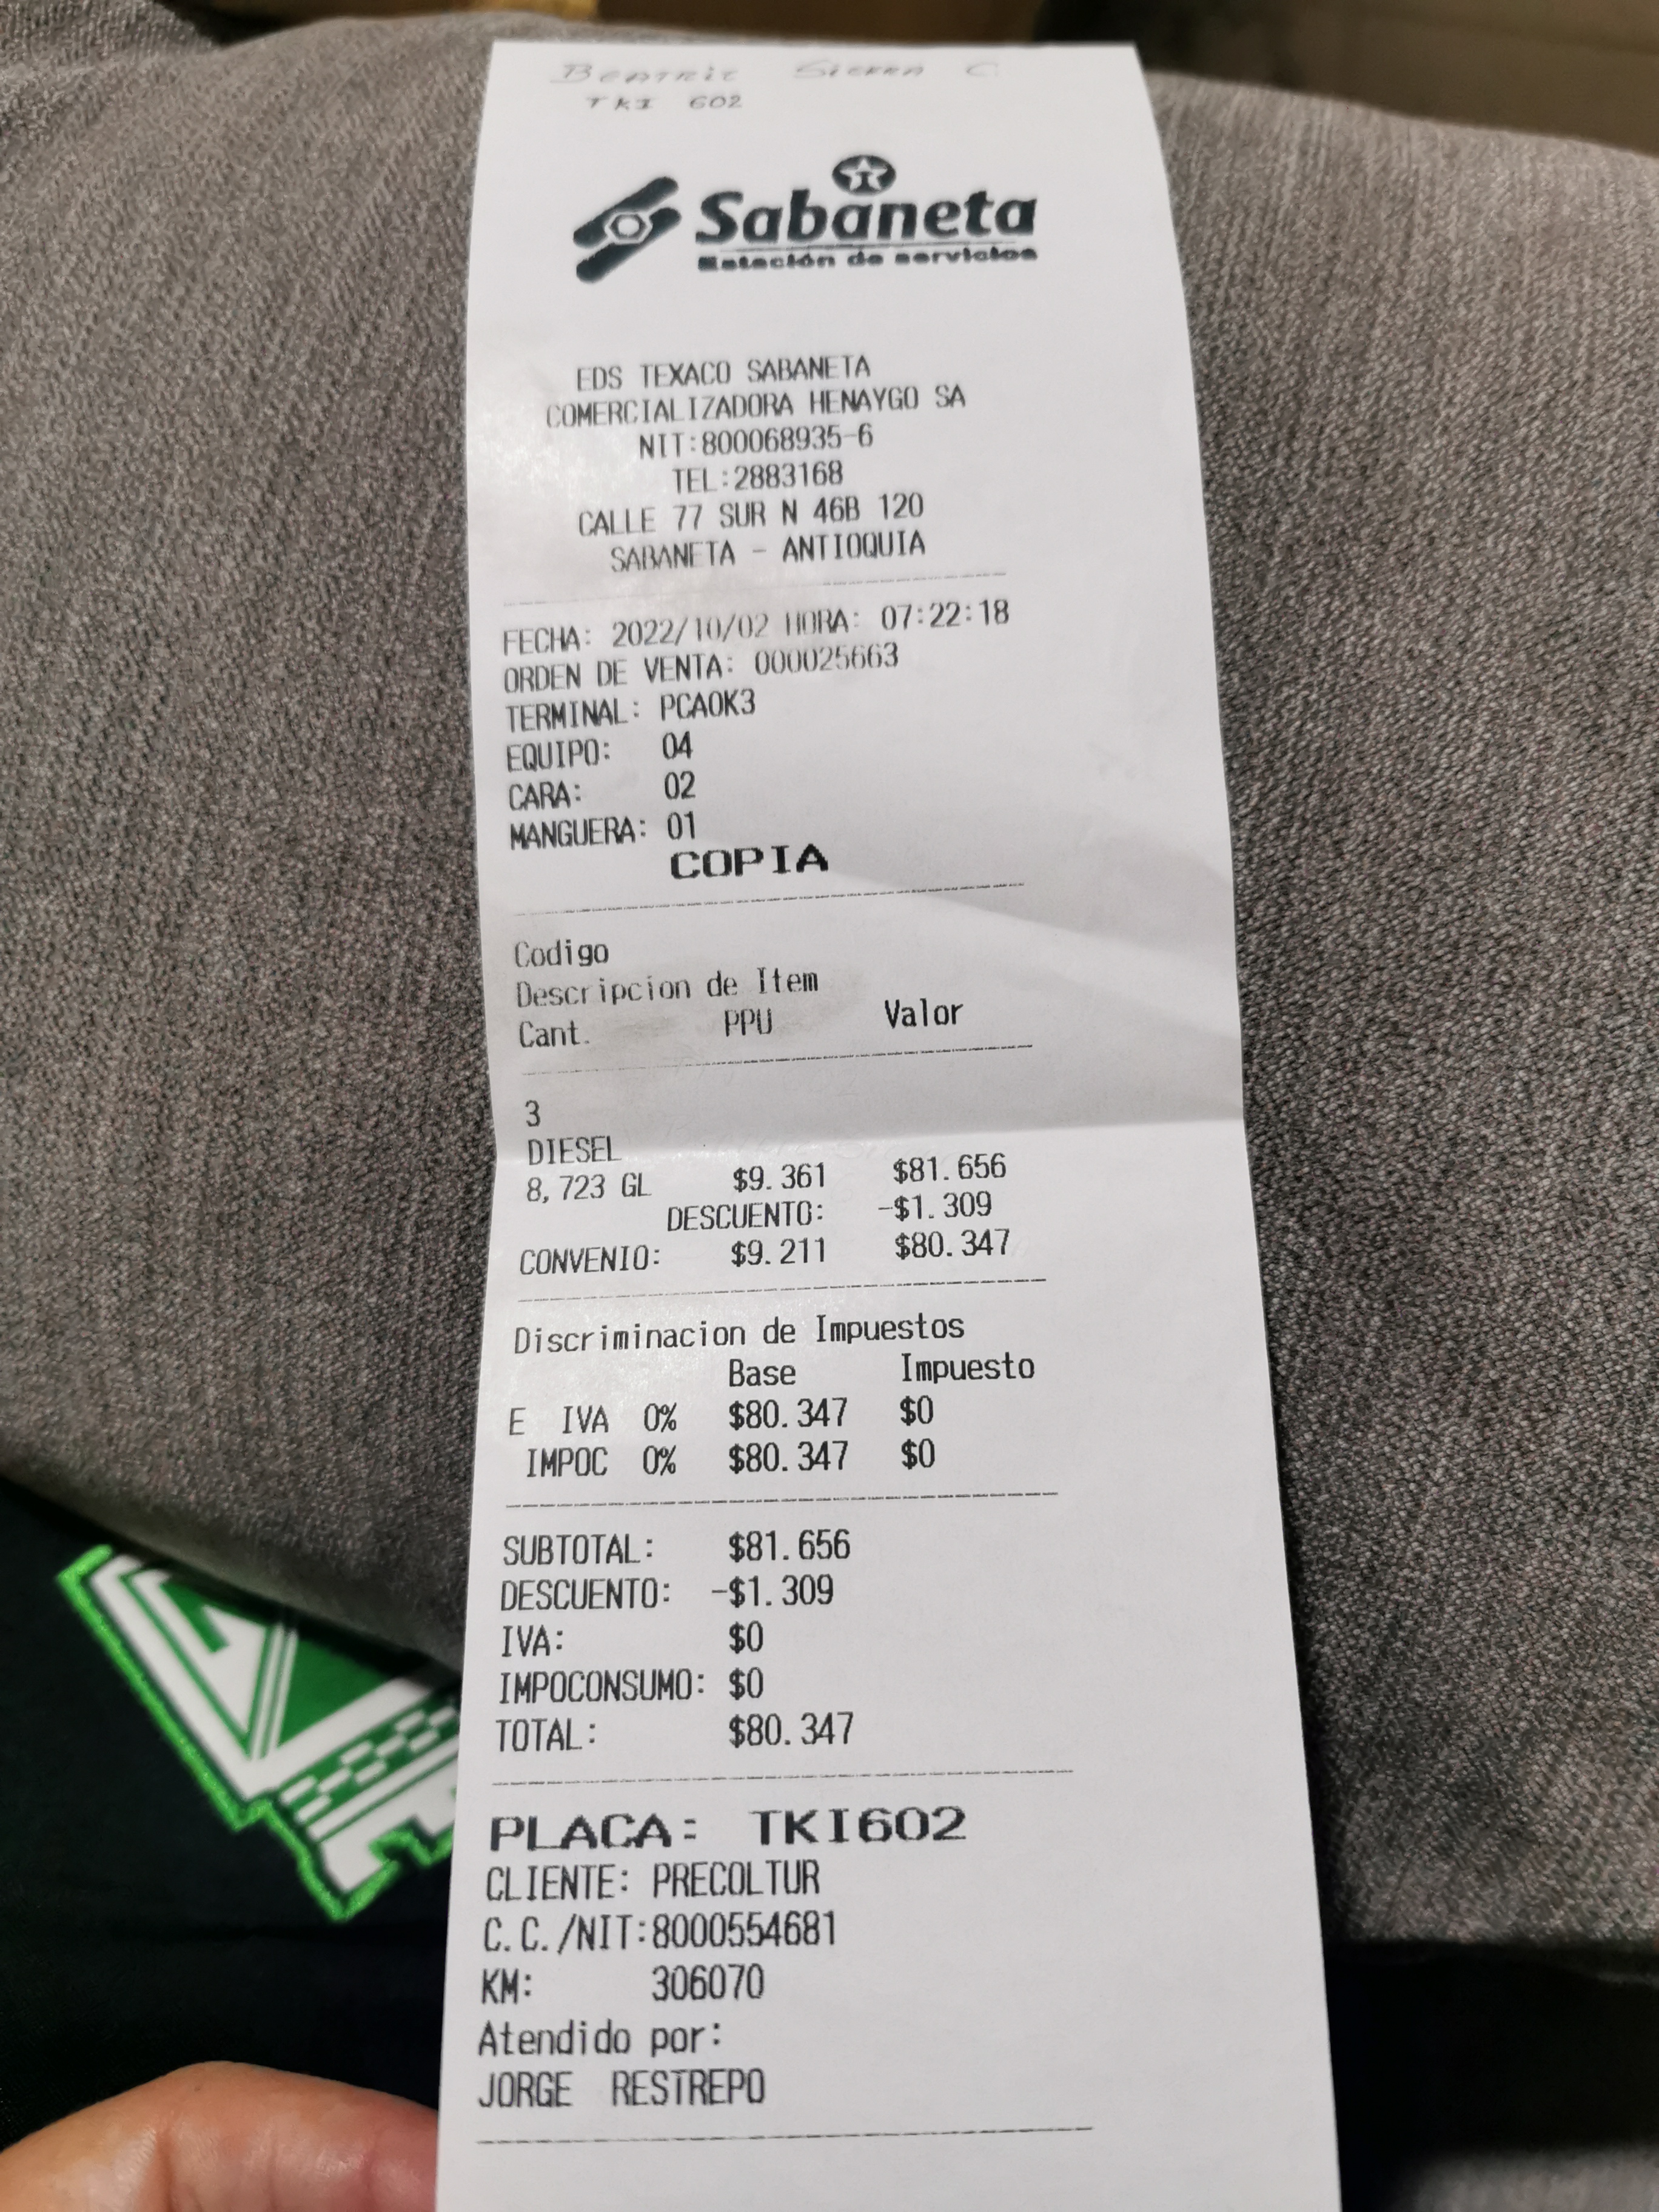 Beatriz Sierra C
TKI 602
Sabaneta
Estación de servicios
EDS TEXACO SABANETA
COMERCIALIZADORA HENAYGO SA
NIT:800068935-6
TEL:2883168
CALLE 77 SUR N 46B 120
SABANETA - ANTIOQUIA
FECHA: 2022/10/02 HORA: 07:22:18
ORDEN DE VENTA: 000025663
TERMINAL: PCAOK3
EQUIPO: 04
CARA: 02
MANGUERA: 01
COPIA
Codigo
Descripcion de Item
Cant. PPU Valor
3
DIESEL
8,723 GL $9.361 $81.656
DESCUENTO: -$1.309
CONVENIO: $9.211 $80.347
Discriminacion de Impuestos
Base Impuesto
E IVA 0% $80.347 $0
IMPOC 0% $80.347 $0
SUBTOTAL: $81.656
DESCUENTO: -$1.309
IVA: $0
IMPOCONSUMO: $0
TOTAL: $80.347
PLACA: TKI602
CLIENTE: PRECOLTUR
C.C./NIT:8000554681
KM: 306070
Atendido por:
JORGE RESTREPO